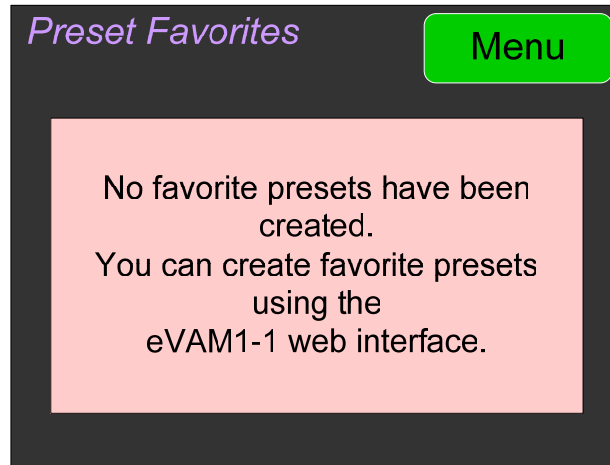 Preset Favorites
Menu
No favorite presets have been
created.
You can create favorite presets
using the
eVAM1-1 web interface.